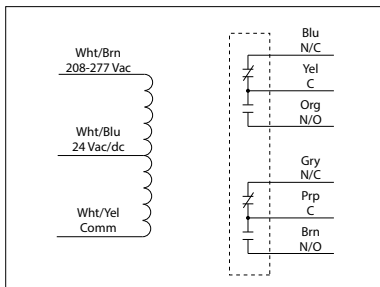 Wht/Brn
208-277 Vac
Wht/Blu
24 Vac/dc
Wht/Yel
Comm
Blu
N/C
Yel
C
Org
N/O
Gry
N/C
Prp
C
Brn
N/O